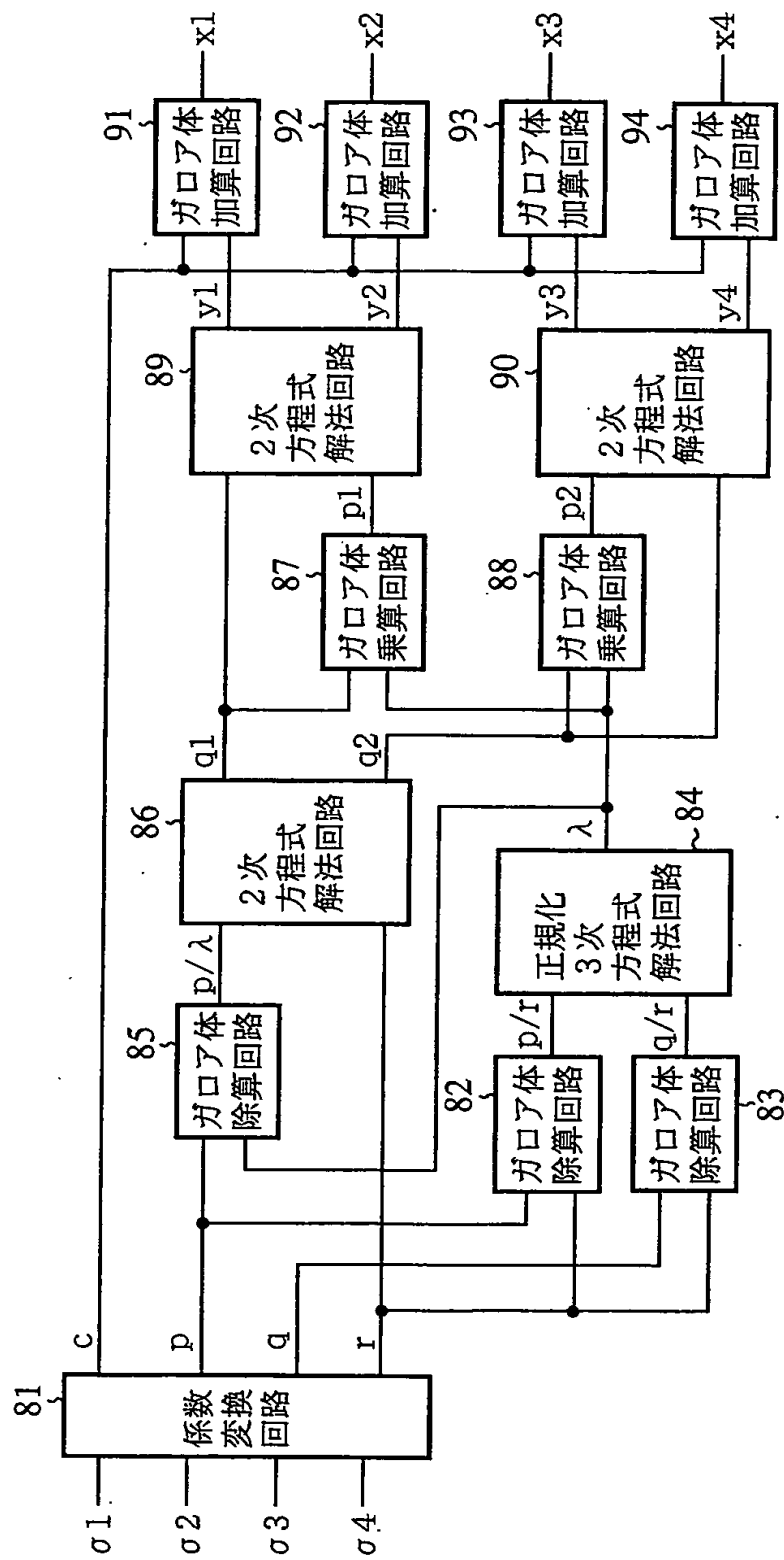 σ1
σ2
σ3
σ4
81
係数
変換
回路
c
p
q
r
85
ガロア体
除算回路
p/λ
82
ガロア体
除算回路
p/r
83
ガロア体
除算回路
q/r
86
2次
方程式
解法回路
84
正規化
3次
方程式
解法回路
λ
q1
q2
87
ガロア体
乗算回路
p1
88
ガロア体
乗算回路
p2
89
2次
方程式
解法回路
90
2次
方程式
解法回路
y1
y2
y3
y4
91
ガロア体
加算回路
x1
92
ガロア体
加算回路
x2
93
ガロア体
加算回路
x3
94
ガロア体
加算回路
x4